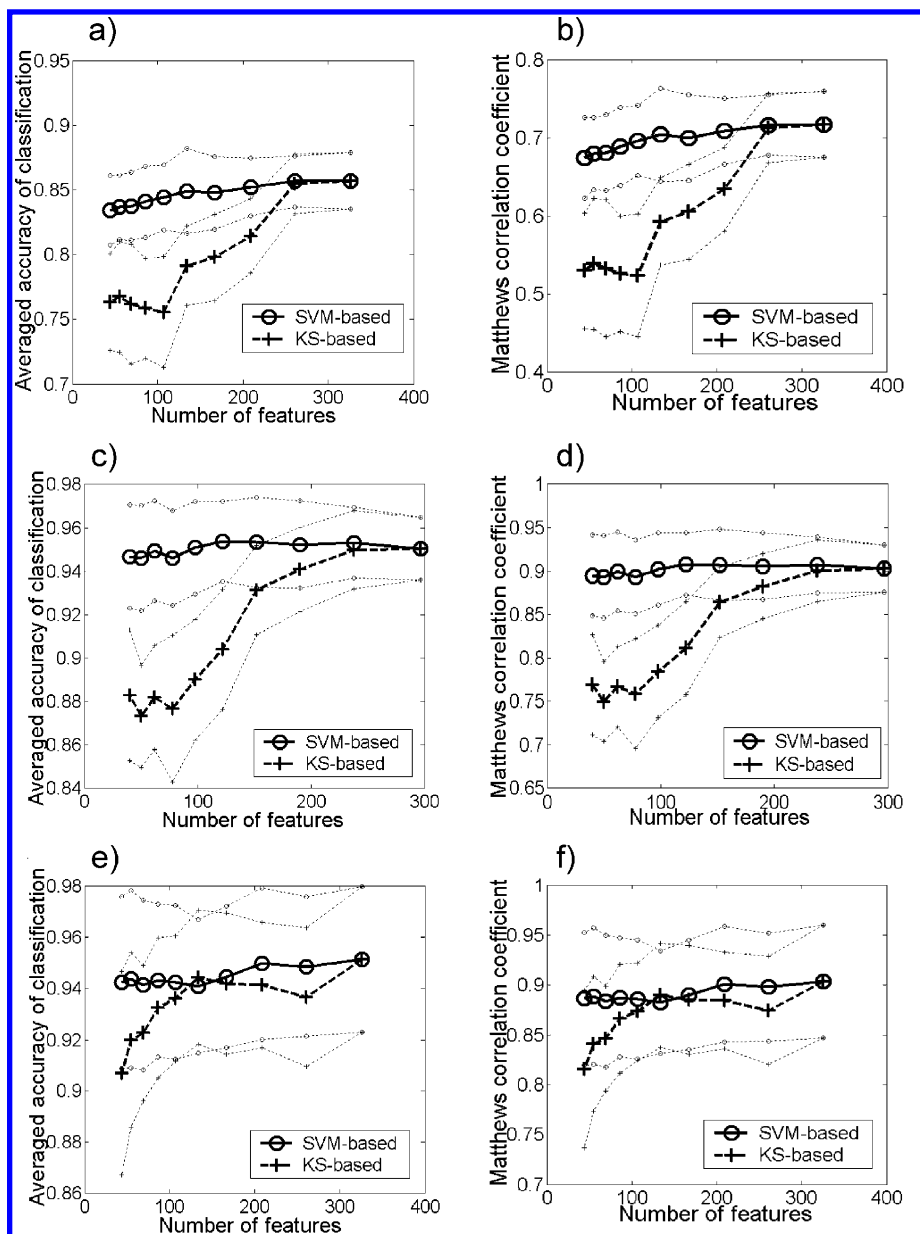 a)
Averaged accuracy of classification
0.95
0.9
0.85
0.8
0.75
0.7
0 100 200 300 400
Number of features
SVM-based
KS-based
b)
Matthews correlation coefficient
0.8
0.7
0.6
0.5
0.4
0 100 200 300 400
Number of features
SVM-based
KS-based
c)
Averaged accuracy of classification
0.98
0.96
0.94
0.92
0.9
0.88
0.86
0.84
0 100 200 300
Number of features
SVM-based
KS-based
d)
Matthews correlation coefficient
1
0.95
0.9
0.85
0.8
0.75
0.7
0.65
0 100 200 300
Number of features
SVM-based
KS-based
e)
Averaged accuracy of classification
0.98
0.96
0.94
0.92
0.9
0.88
0.86
0 100 200 300 400
Number of features
SVM-based
KS-based
f)
Matthews correlation coefficient
1
0.95
0.9
0.85
0.8
0.75
0.7
0 100 200 300 400
Number of features
SVM-based
KS-based